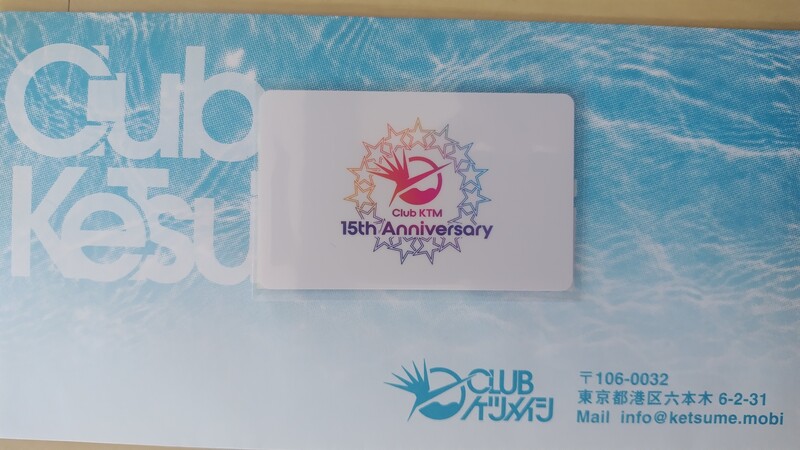 Club
Ketsu
Club KTM
15th Anniversary
CLUB
ケツメイシ
〒106-0032
東京都港区六本木 6-2-31
Mail info@ketsume.mobi